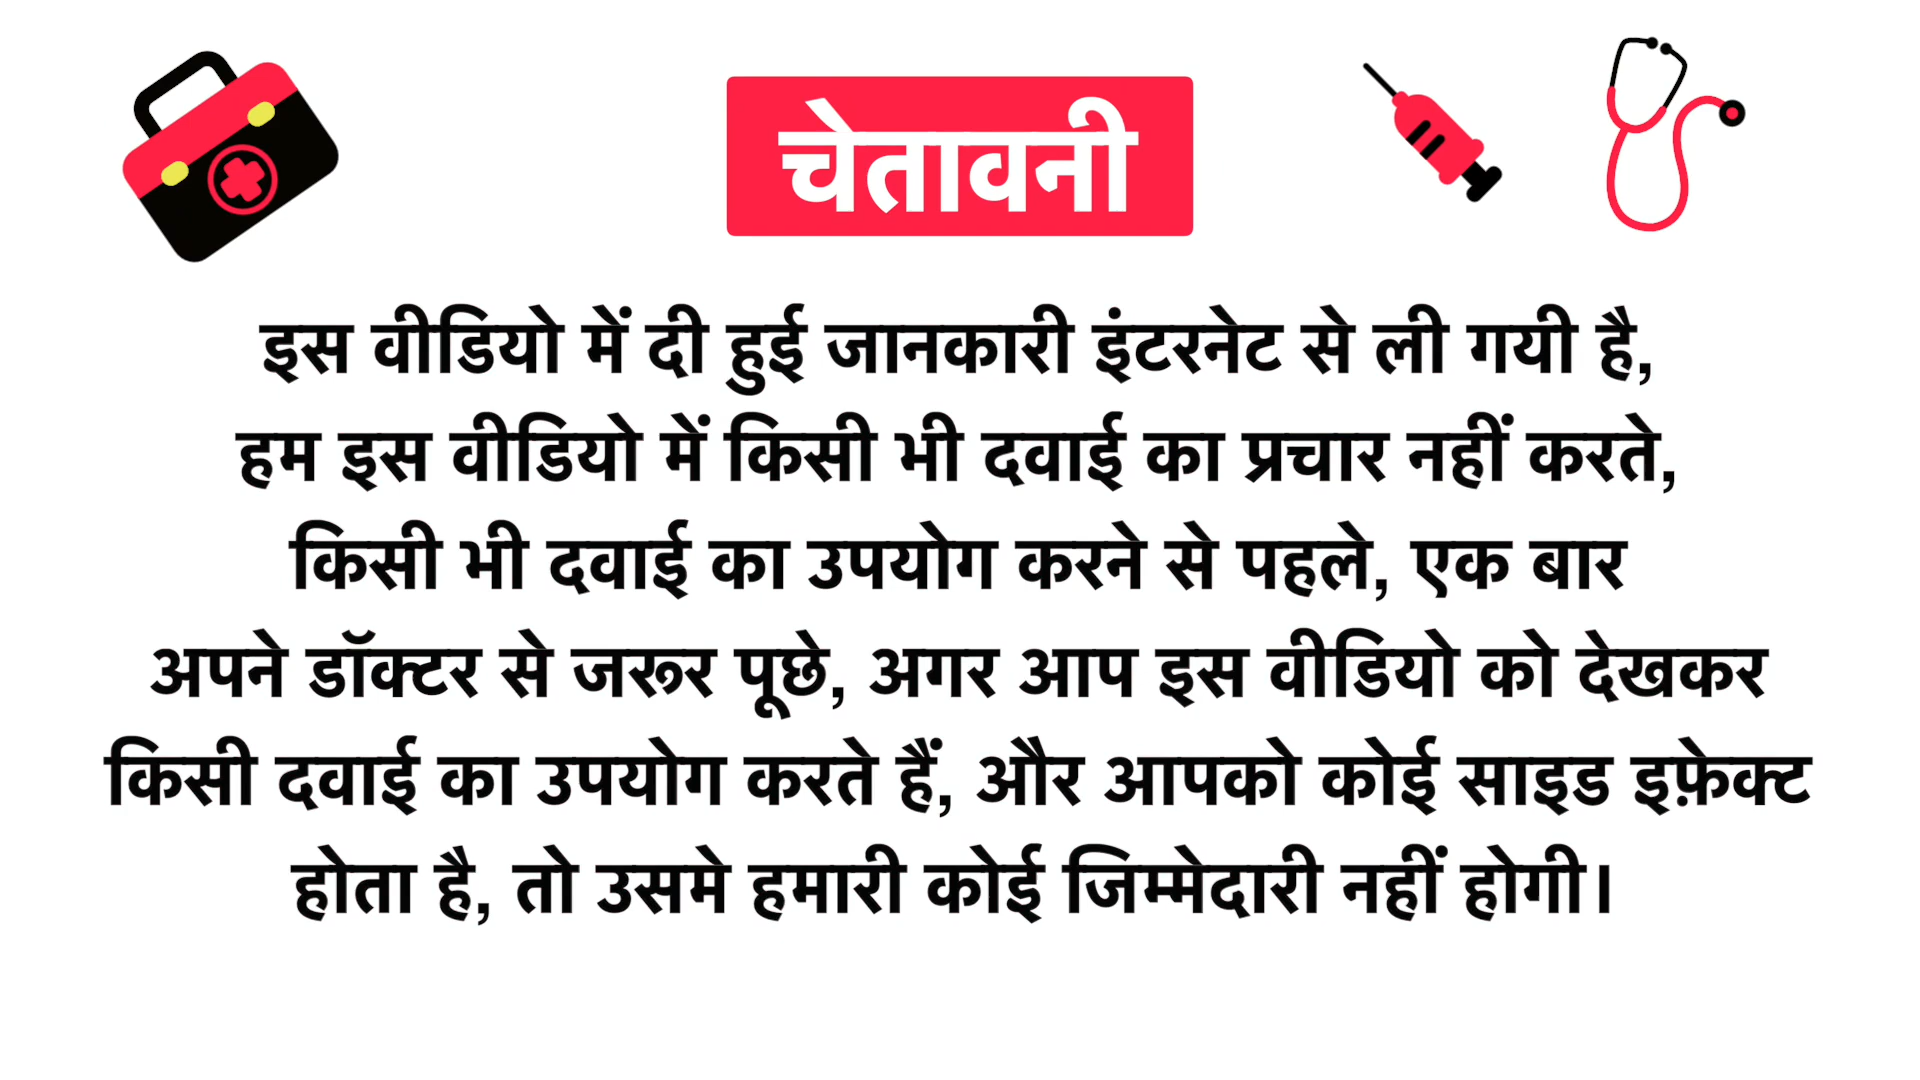 चेतावनी
इस वीडियो में दी हुई जानकारी इंटरनेट से ली गयी है,
हम इस वीडियो में किसी भी दवाई का प्रचार नहीं करते,
किसी भी दवाई का उपयोग करने से पहले, एक बार
अपने डॉक्टर से जरूर पूछे, अगर आप इस वीडियो को देखकर
किसी दवाई का उपयोग करते हैं, और आपको कोई साइड इफ़ेक्ट
होता है, तो उसमे हमारी कोई जिम्मेदारी नहीं होगी।